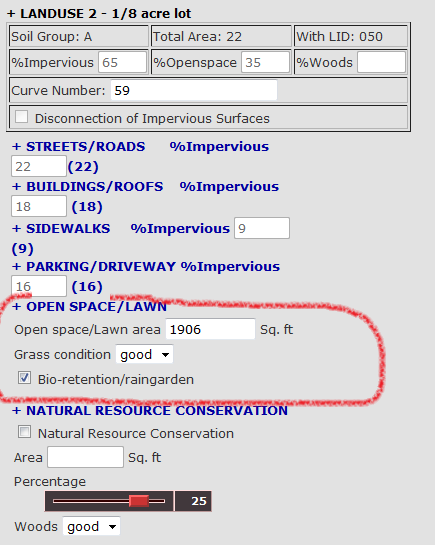 + LANDUSE 2 - 1/8 acre lot
Soil Group: A Total Area: 22 With LID: 050
%Impervious 65 %Openspace 35 %Woods
Curve Number: 59
Disconnection of Impervious Surfaces
+ STREETS/ROADS %Impervious
22 (22)
+ BUILDINGS/ROOFS %Impervious
18 (18)
+ SIDEWALKS %Impervious 9
(9)
+ PARKING/DRIVEWAY %Impervious
16 (16)
+ OPEN SPACE/LAWN
Open space/Lawn area 1906 Sq. ft
Grass condition good
Bio-retention/raingarden
+ NATURAL RESOURCE CONSERVATION
Natural Resource Conservation
Area Sq. ft
Percentage
25
Woods good